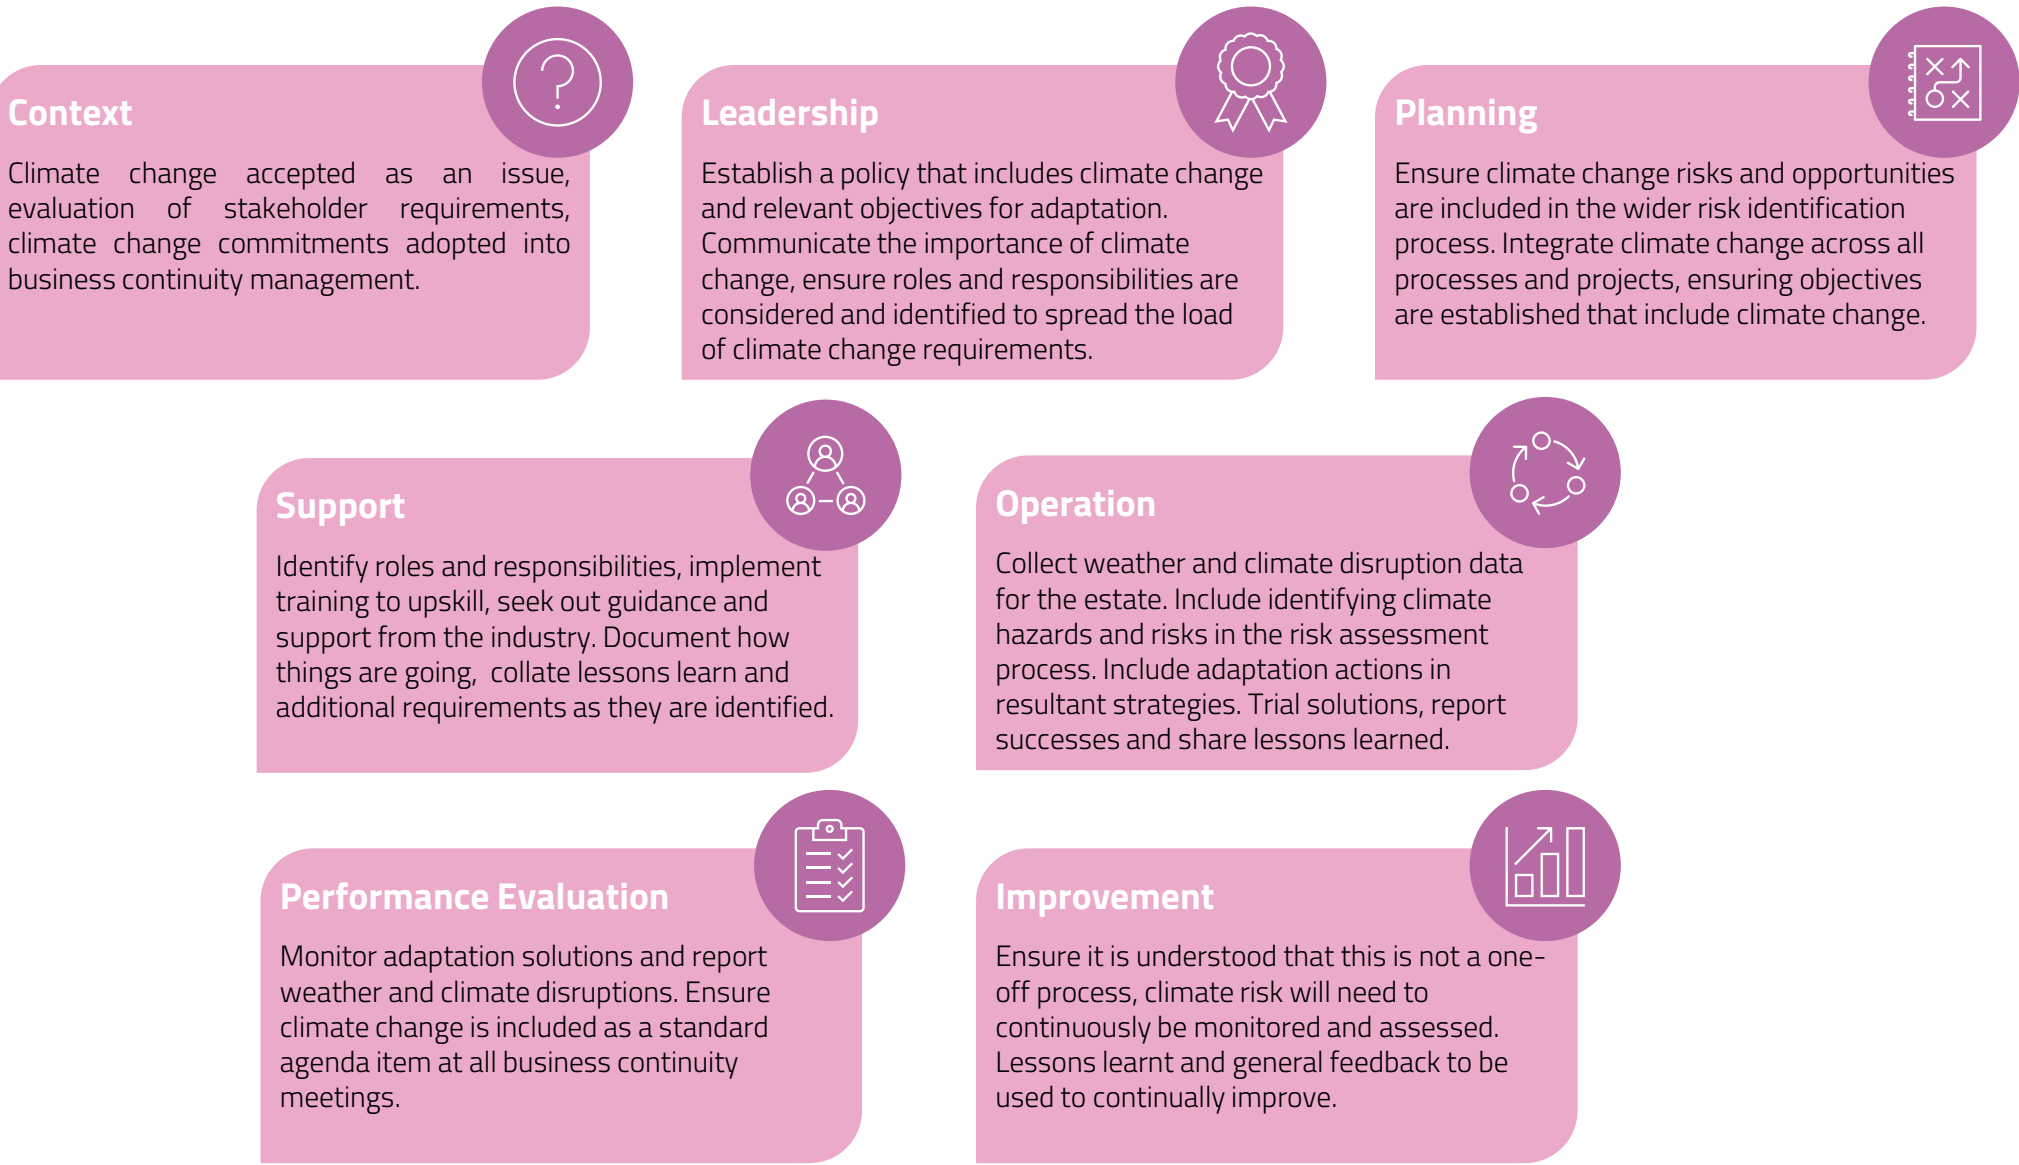 Context
Climate change accepted as an issue,
evaluation of stakeholder requirements,
climate change commitments adopted into
business continuity management.
Leadership
Establish a policy that includes climate change
and relevant objectives for adaptation.
Communicate the importance of climate
change, ensure roles and responsibilities are
considered and identified to spread the load
of climate change requirements.
Planning
Ensure climate change risks and opportunities
are included in the wider risk identification
process. Integrate climate change across all
processes and projects, ensuring objectives
are established that include climate change.
Support
Identify roles and responsibilities, implement
training to upskill, seek out guidance and
support from the industry. Document how
things are going,  collate lessons learn and
additional requirements as they are identified.
Operation
Collect weather and climate disruption data
for the estate. Include identifying climate
hazards and risks in the risk assessment
process. Include adaptation actions in
resultant strategies. Trial solutions, report
successes and share lessons learned.
Performance Evaluation
Monitor adaptation solutions and report
weather and climate disruptions. Ensure
climate change is included as a standard
agenda item at all business continuity
meetings.
Improvement
Ensure it is understood that this is not a one-
off process, climate risk will need to
continuously be monitored and assessed.
Lessons learnt and general feedback to be
used to continually improve.